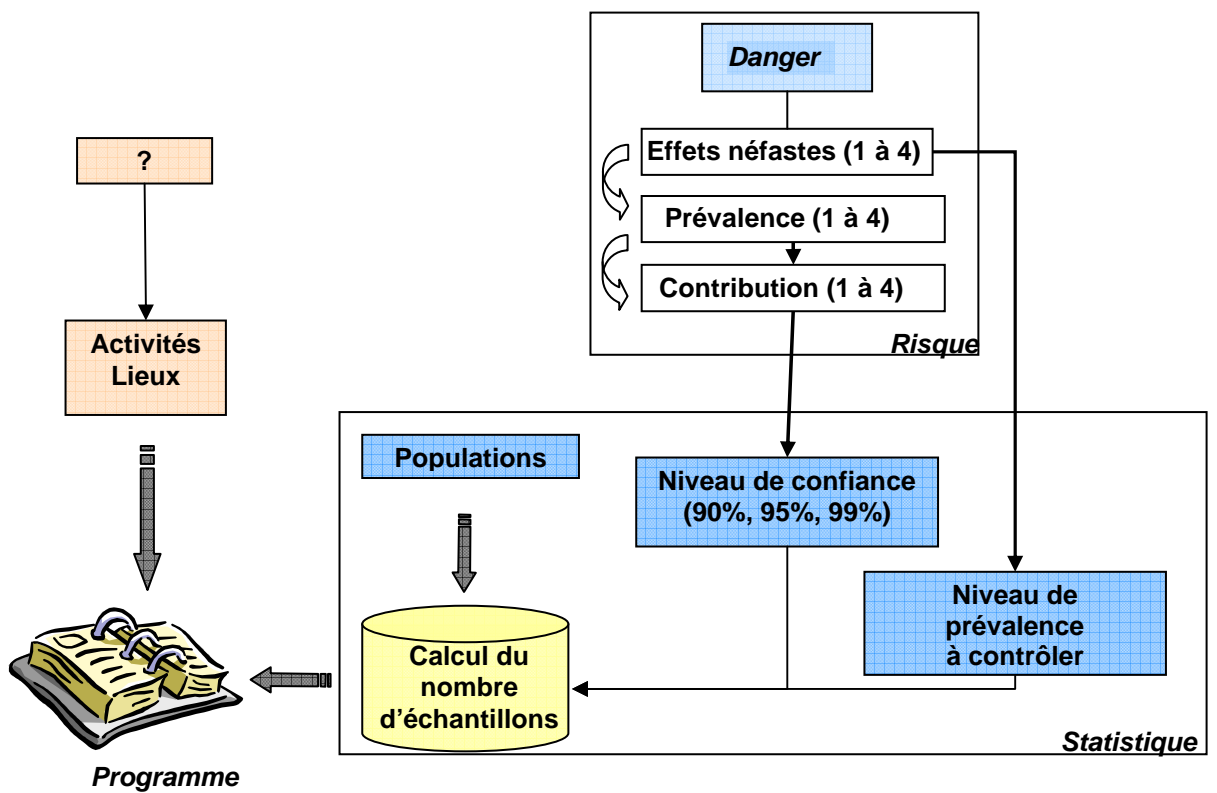 Danger
?
Effets néfastes (1 à 4)
Prévalence (1 à 4)
Contribution (1 à 4)
Risque
Activités
Lieux
Populations
Niveau de confiance
(90%, 95%, 99%)
Niveau de
prévalence
à contrôler
Calcul du
nombre
d’échantillons
Statistique
Programme